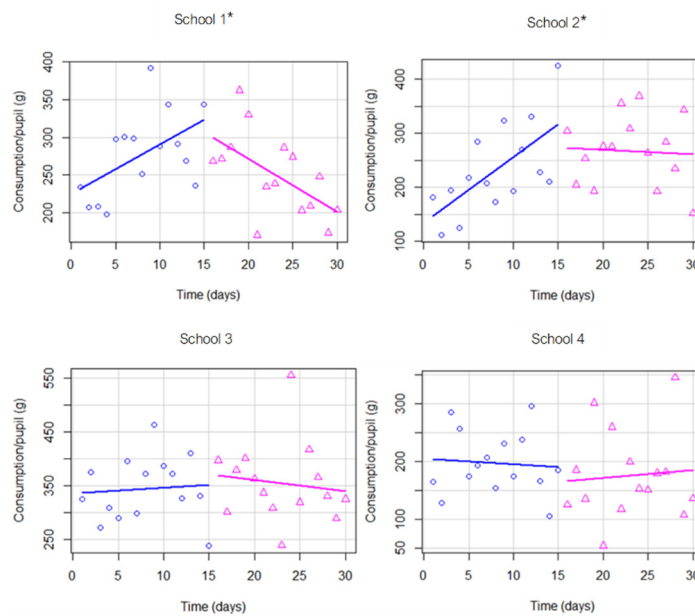 School 1*
Consumption/pupil (g)
400
350
300
250
200
0 5 10 15 20 25 30
Time (days)
School 2*
Consumption/pupil (g)
400
300
200
100
0 5 10 15 20 25 30
Time (days)
School 3
Consumption/pupil (g)
550
450
350
250
0 5 10 15 20 25 30
Time (days)
School 4
Consumption/pupil (g)
300
200
100
50
0 5 10 15 20 25 30
Time (days)